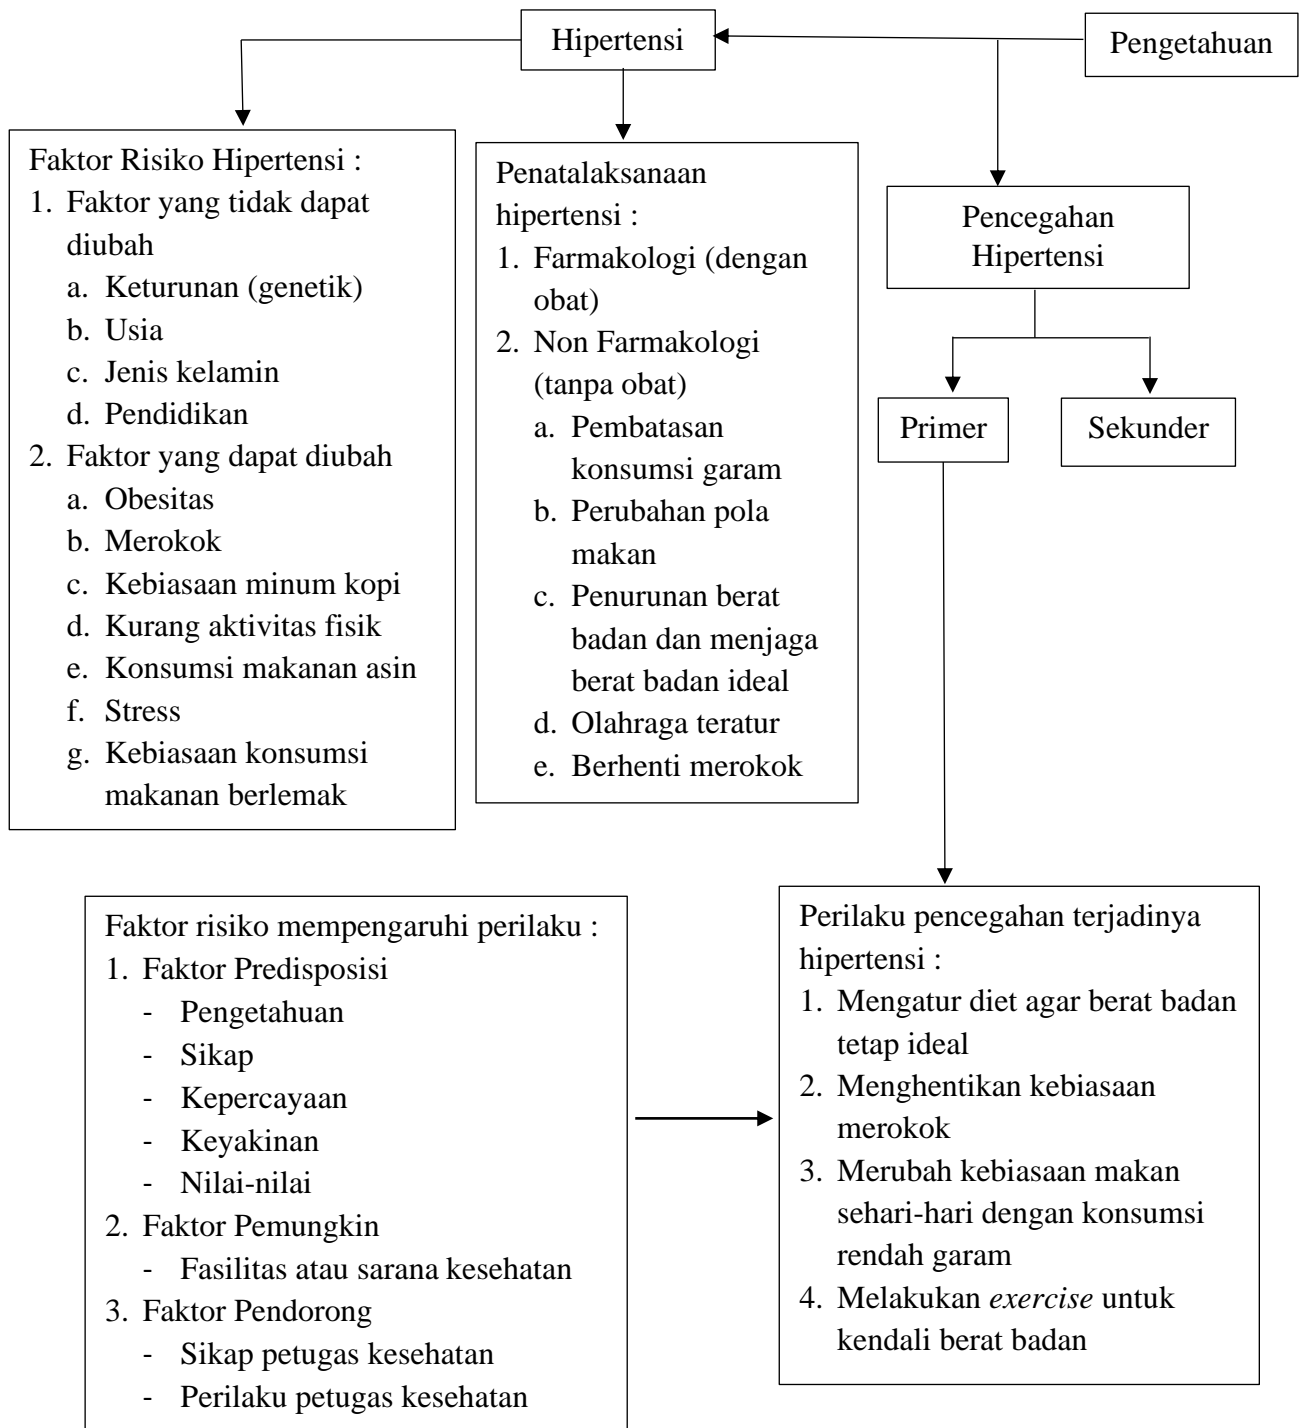 Hipertensi
Pengetahuan
Faktor Risiko Hipertensi :
1. Faktor yang tidak dapat
diubah
a. Keturunan (genetik)
b. Usia
c. Jenis kelamin
d. Pendidikan
2. Faktor yang dapat diubah
a. Obesitas
b. Merokok
c. Kebiasaan minum kopi
d. Kurang aktivitas fisik
e. Konsumsi makanan asin
f. Stress
g. Kebiasaan konsumsi
makanan berlemak
Penatalaksanaan
hipertensi :
1. Farmakologi (dengan
obat)
2. Non Farmakologi
(tanpa obat)
a. Pembatasan
konsumsi garam
b. Perubahan pola
makan
c. Penurunan berat
badan dan menjaga
berat badan ideal
d. Olahraga teratur
e. Berhenti merokok
Pencegahan
Hipertensi
Primer
Sekunder
Faktor risiko mempengaruhi perilaku :
1. Faktor Predisposisi
- Pengetahuan
- Sikap
- Kepercayaan
- Keyakinan
- Nilai-nilai
2. Faktor Pemungkin
- Fasilitas atau sarana kesehatan
3. Faktor Pendorong
- Sikap petugas kesehatan
- Perilaku petugas kesehatan
Perilaku pencegahan terjadinya
hipertensi :
1. Mengatur diet agar berat badan
tetap ideal
2. Menghentikan kebiasaan
merokok
3. Merubah kebiasaan makan
sehari-hari dengan konsumsi
rendah garam
4. Melakukan exercise untuk
kendali berat badan